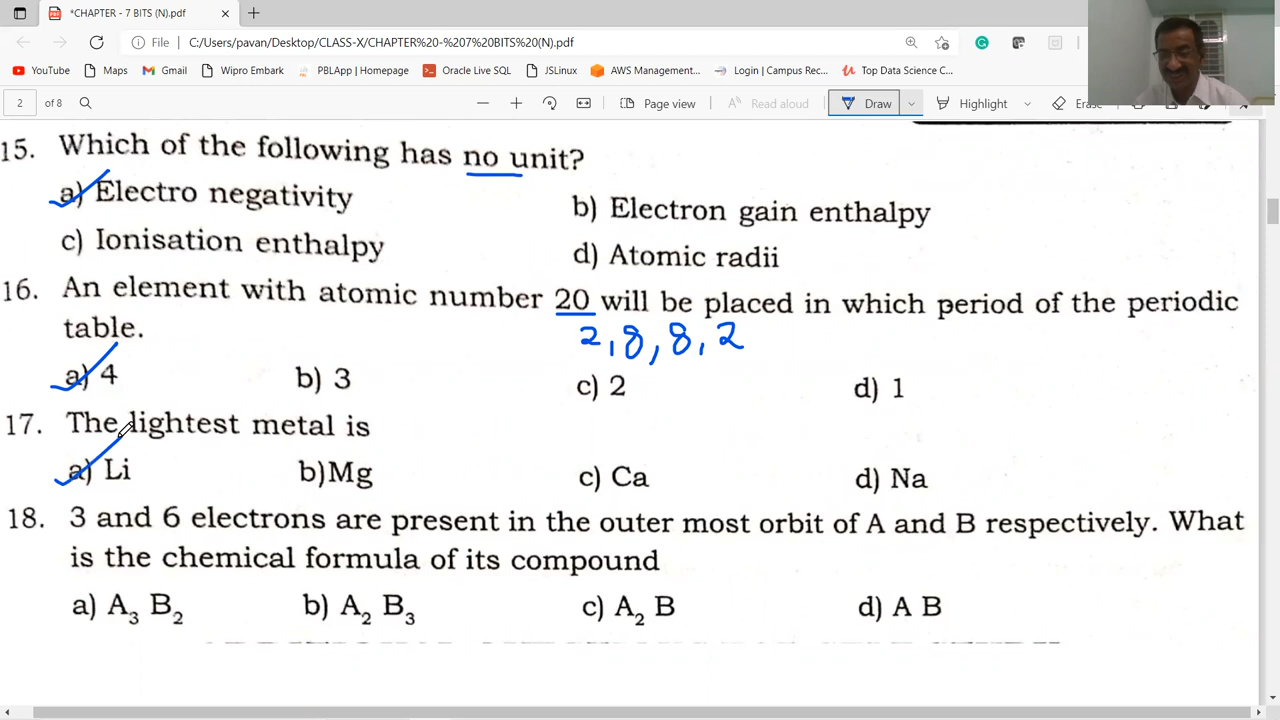 *CHAPTER - 7 BITS (N).pdf
File C:/Users/pavan/Desktop/CLASS-X/CHAPTER%20-%207%20BITS%20(N).pdf
YouTube Maps Gmail Wipro Embark PBLApp | Homepage Oracle Live SQL JSLinux AWS Management... Login | Campus Rec... Top Data Science C...
2 of 8 Page view Read aloud Draw Highlight Erase
15. Which of the following has no unit?
a) Electro negativity b) Electron gain enthalpy
c) Ionisation enthalpy d) Atomic radii
16. An element with atomic number 20 will be placed in which period of the periodic
table. 2, 8, 8, 2
a) 4 b) 3 c) 2 d) 1
17. The lightest metal is
a) Li b)Mg c) Ca d) Na
18. 3 and 6 electrons are present in the outer most orbit of A and B respectively. What
is the chemical formula of its compound
a) A₃ B₂ b) A₂ B₃ c) A₂ B d) A B